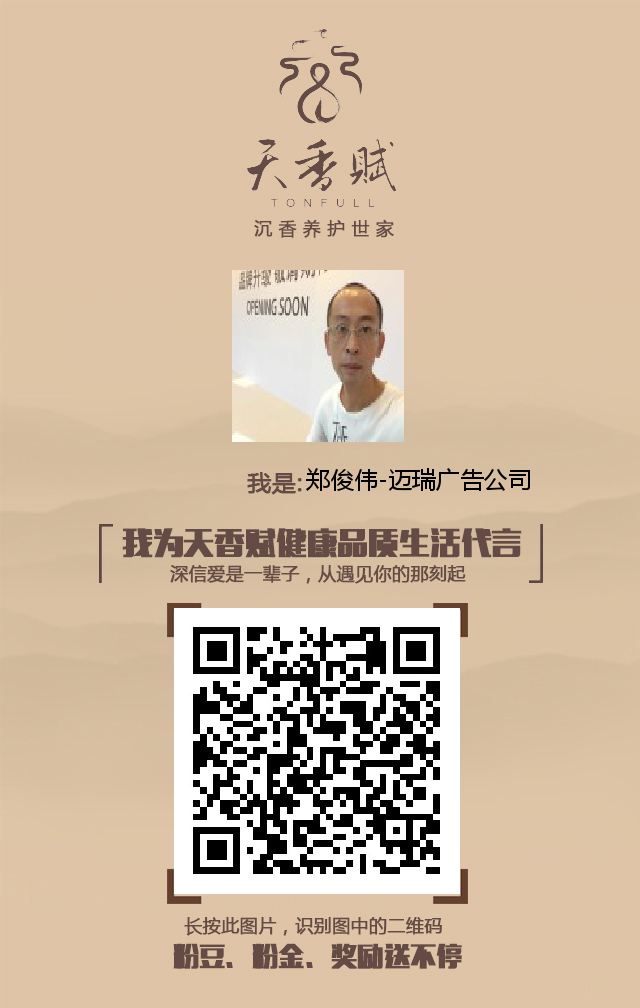 天香赋
TONFULL
沉香养护世家
OPENING SOON
我是:郑俊伟-迈瑞广告公司
我为天香赋健康品质生活代言
深信爱是一辈子，从遇见你的那刻起
长按此图片，识别图中的二维码
粉豆、粉金、奖励送不停